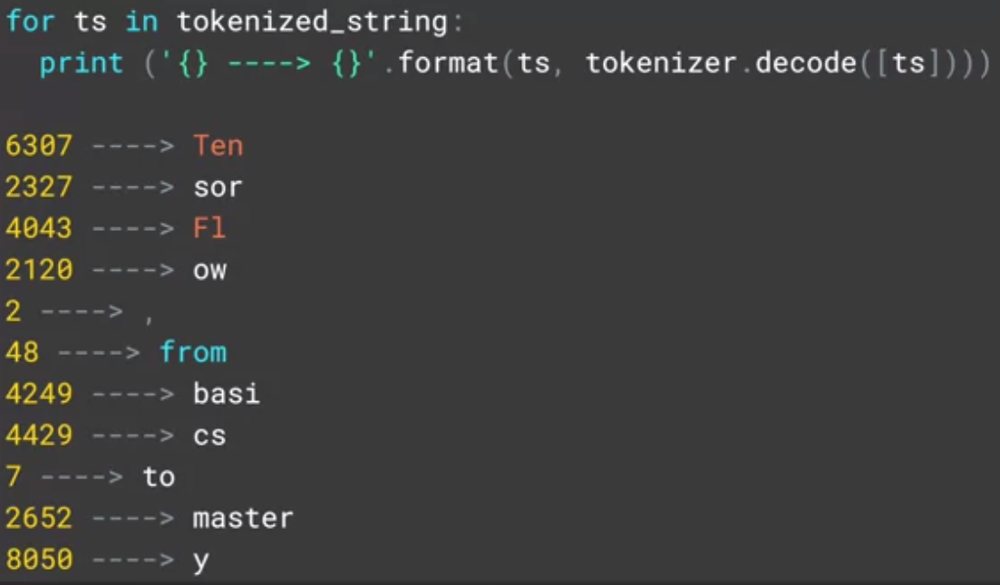 for ts in tokenized_string:
  print ('{} ----> {}'.format(ts, tokenizer.decode([ts])))
6307 ----> Ten
2327 ----> sor
4043 ----> Fl
2120 ----> ow
2 ----> ,
48 ----> from
4249 ----> basi
4429 ----> cs
7 ----> to
2652 ----> master
8050 ----> y